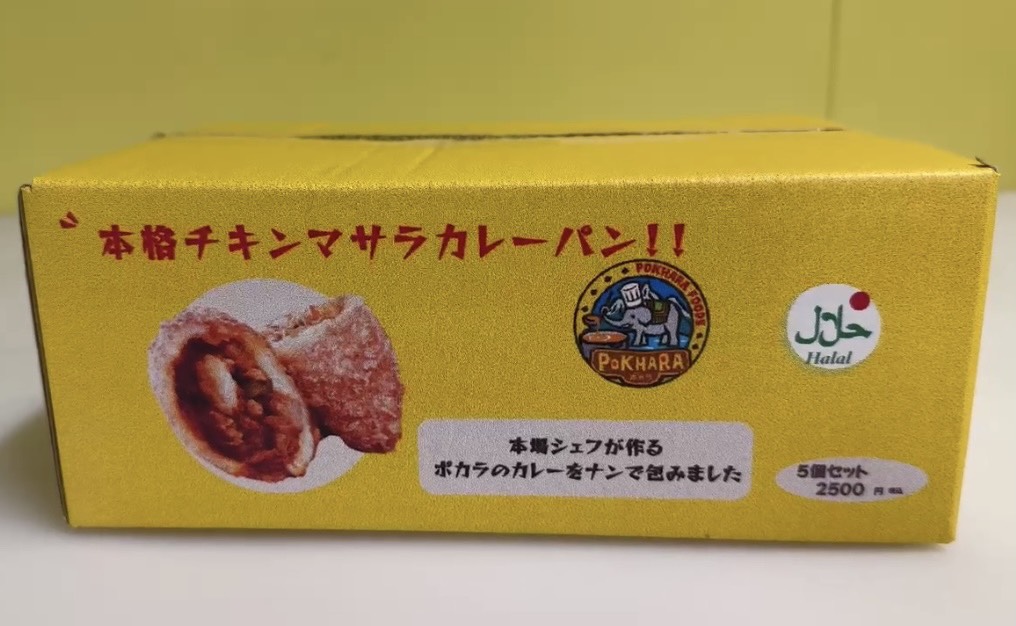 本格チキンマサラカレーパン!!
POKHARA FOODS
POKHARA
حلال
Halal
本場シェフが作る
ポカラのカレーをナンで包みました
5個セット
2500 円